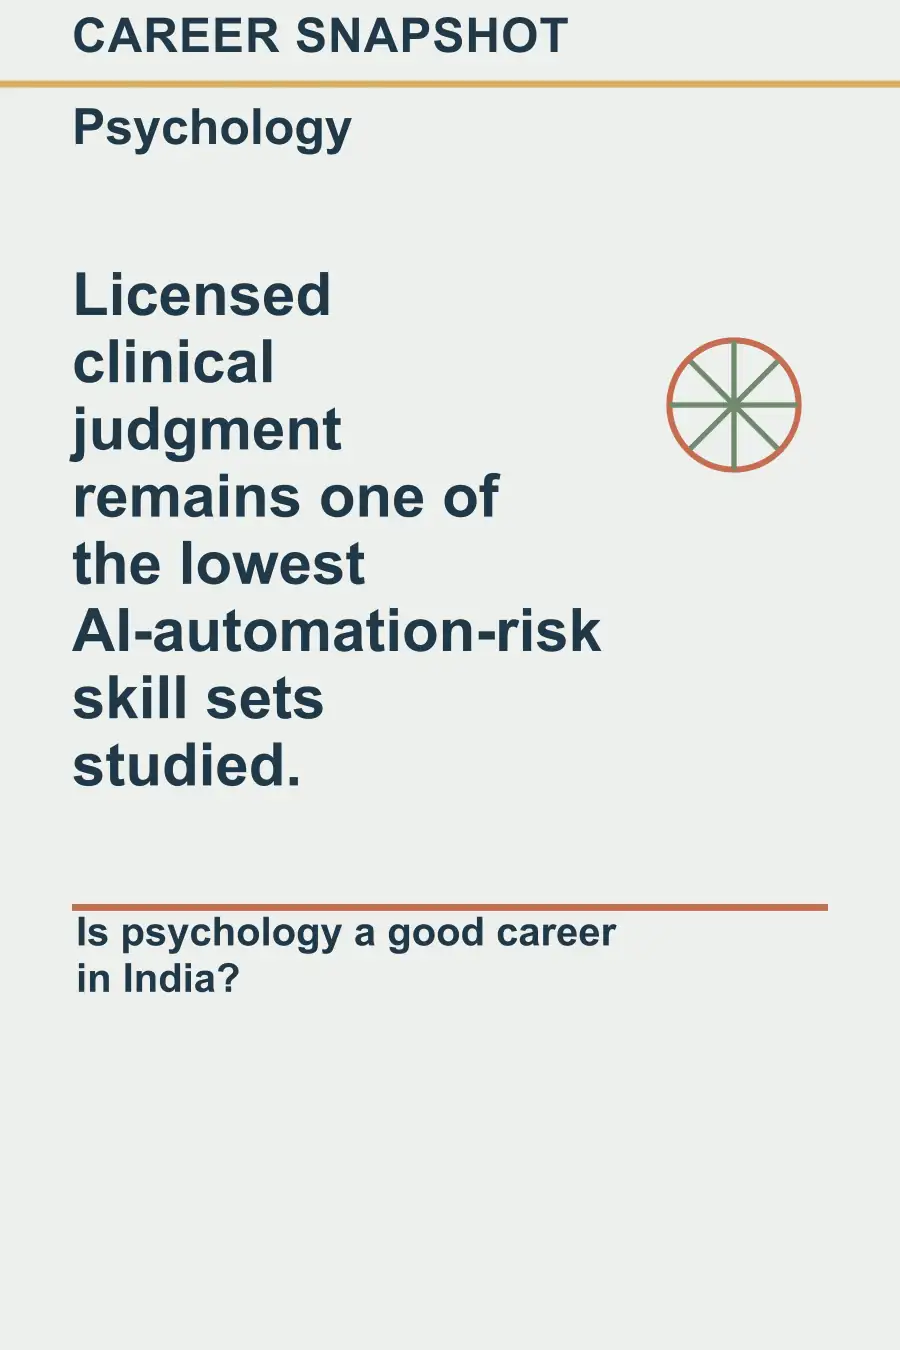 CAREER SNAPSHOT
Psychology
Licensed
clinical
judgment
remains one of
the lowest
AI-automation-risk
skill sets
studied.
Is psychology a good career
in India?